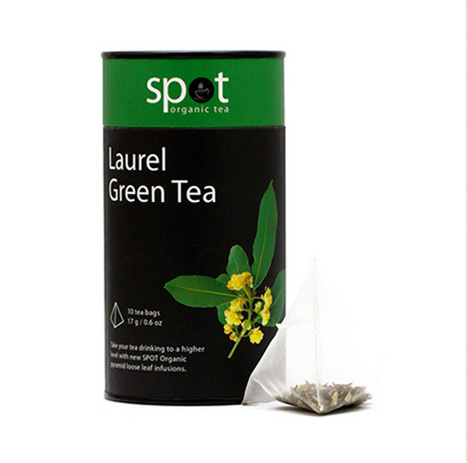 spot
organic tea
Laurel
Green Tea
10 tea bags
17 g / 0.6 oz
Take your tea drinking to a higher
level with new SPOT Organic
pyramid loose leaf infusions.